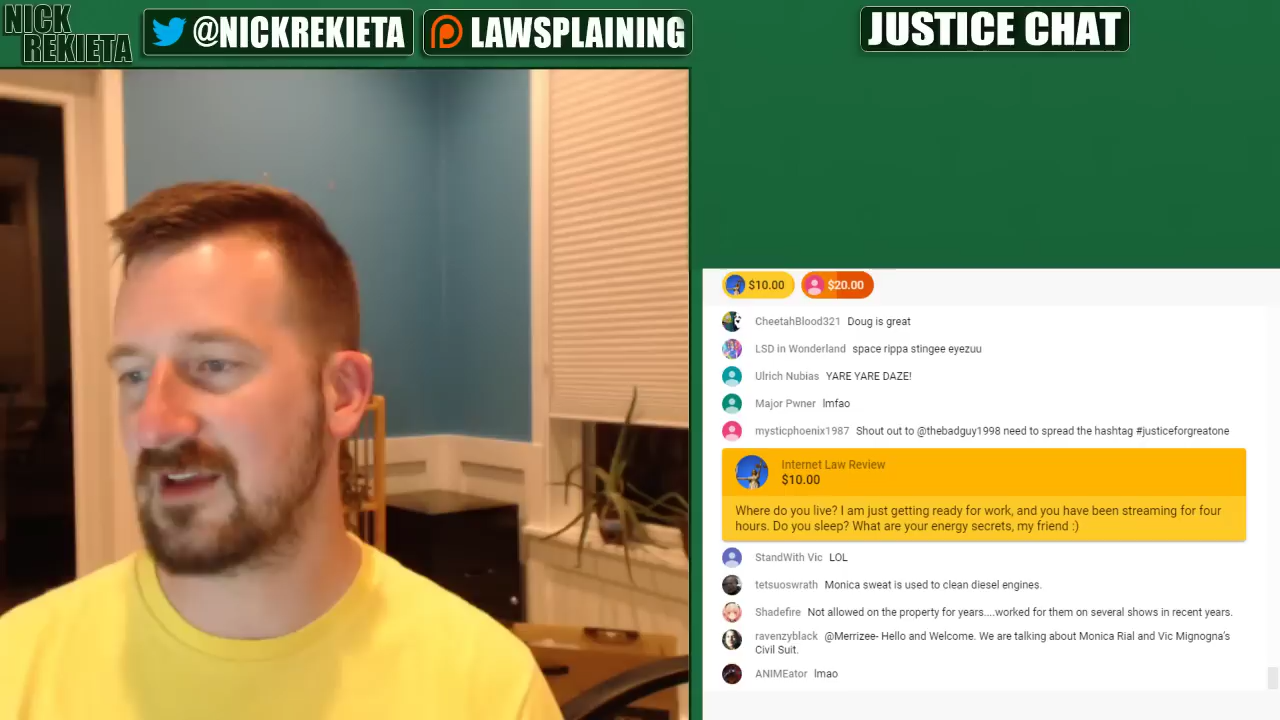 NICK
REKIETA
@NICKREKIETA
LAWSPLAINING
JUSTICE CHAT
$10.00
$20.00
CheetahBlood321 Doug is great
LSD in Wonderland space rippa stingee eyezuu
Ulrich Nubias YARE YARE DAZE!
Major Pwner lmfao
mysticphoenix1987 Shout out to @thebadguy1998 need to spread the hashtag #justiceforgreatone
Internet Law Review
$10.00
Where do you live? I am just getting ready for work, and you have been streaming for four
hours. Do you sleep? What are your energy secrets, my friend :)
StandWith Vic LOL
tetsuoswrath Monica sweat is used to clean diesel engines.
Shadefire Not allowed on the property for years....worked for them on several shows in recent years.
ravenzyblack @Merrizee- Hello and Welcome. We are talking about Monica Rial and Vic Mignogna's
Civil Suit.
ANIMEator lmao